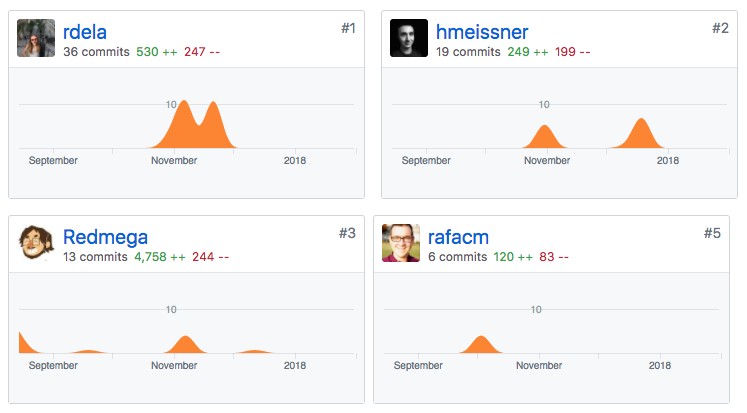 rdela #1
36 commits 530 ++ 247 --
10
September November 2018
hmeissner #2
19 commits 249 ++ 199 --
10
September November 2018
Redmega #3
13 commits 4,758 ++ 244 --
10
September November 2018
rafacm #5
6 commits 120 ++ 83 --
10
September November 2018